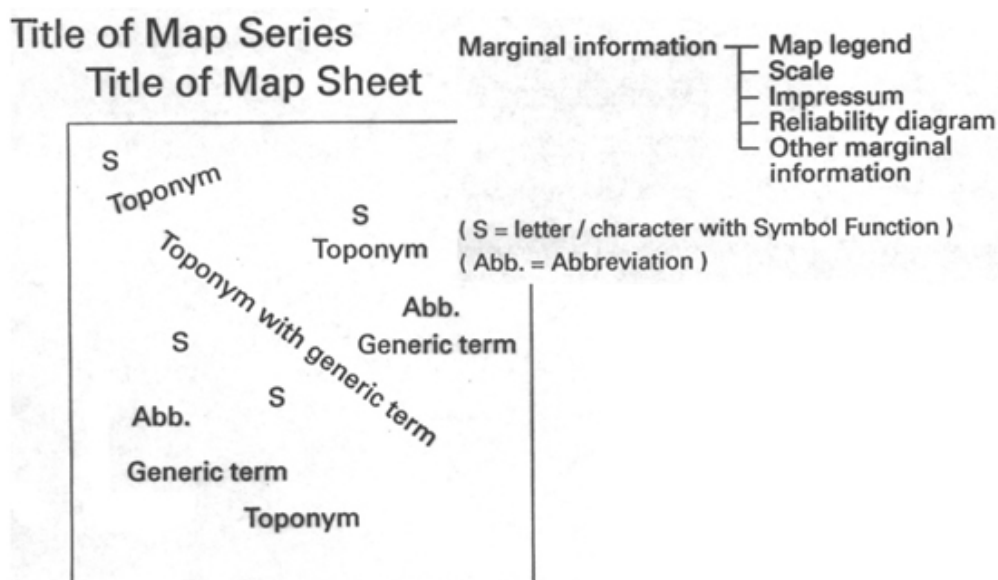 Title of Map Series
Title of Map Sheet
Marginal information
Map legend
Scale
Impressum
Reliability diagram
Other marginal
information
S
Toponym
S
Toponym
( S = letter / character with Symbol Function )
( Abb. = Abbreviation )
Toponym with generic term
Abb.
Generic term
S
S
Abb.
Generic term
Toponym